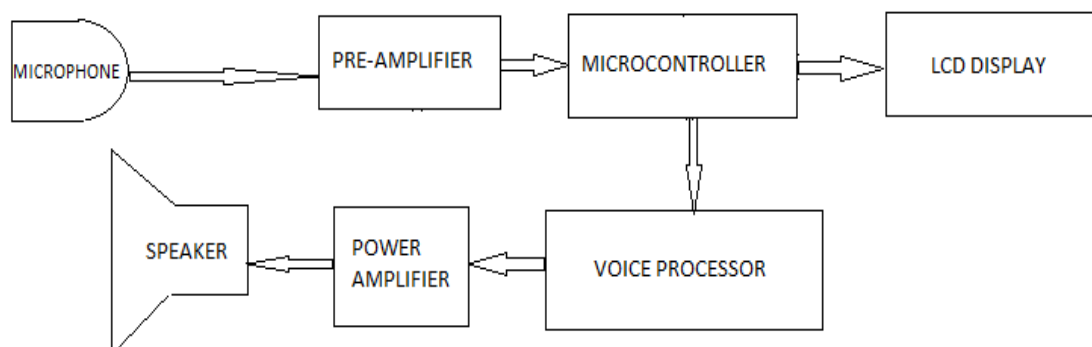 MICROPHONE
PRE-AMPLIFIER
MICROCONTROLLER
LCD DISPLAY
SPEAKER
POWER
AMPLIFIER
VOICE PROCESSOR